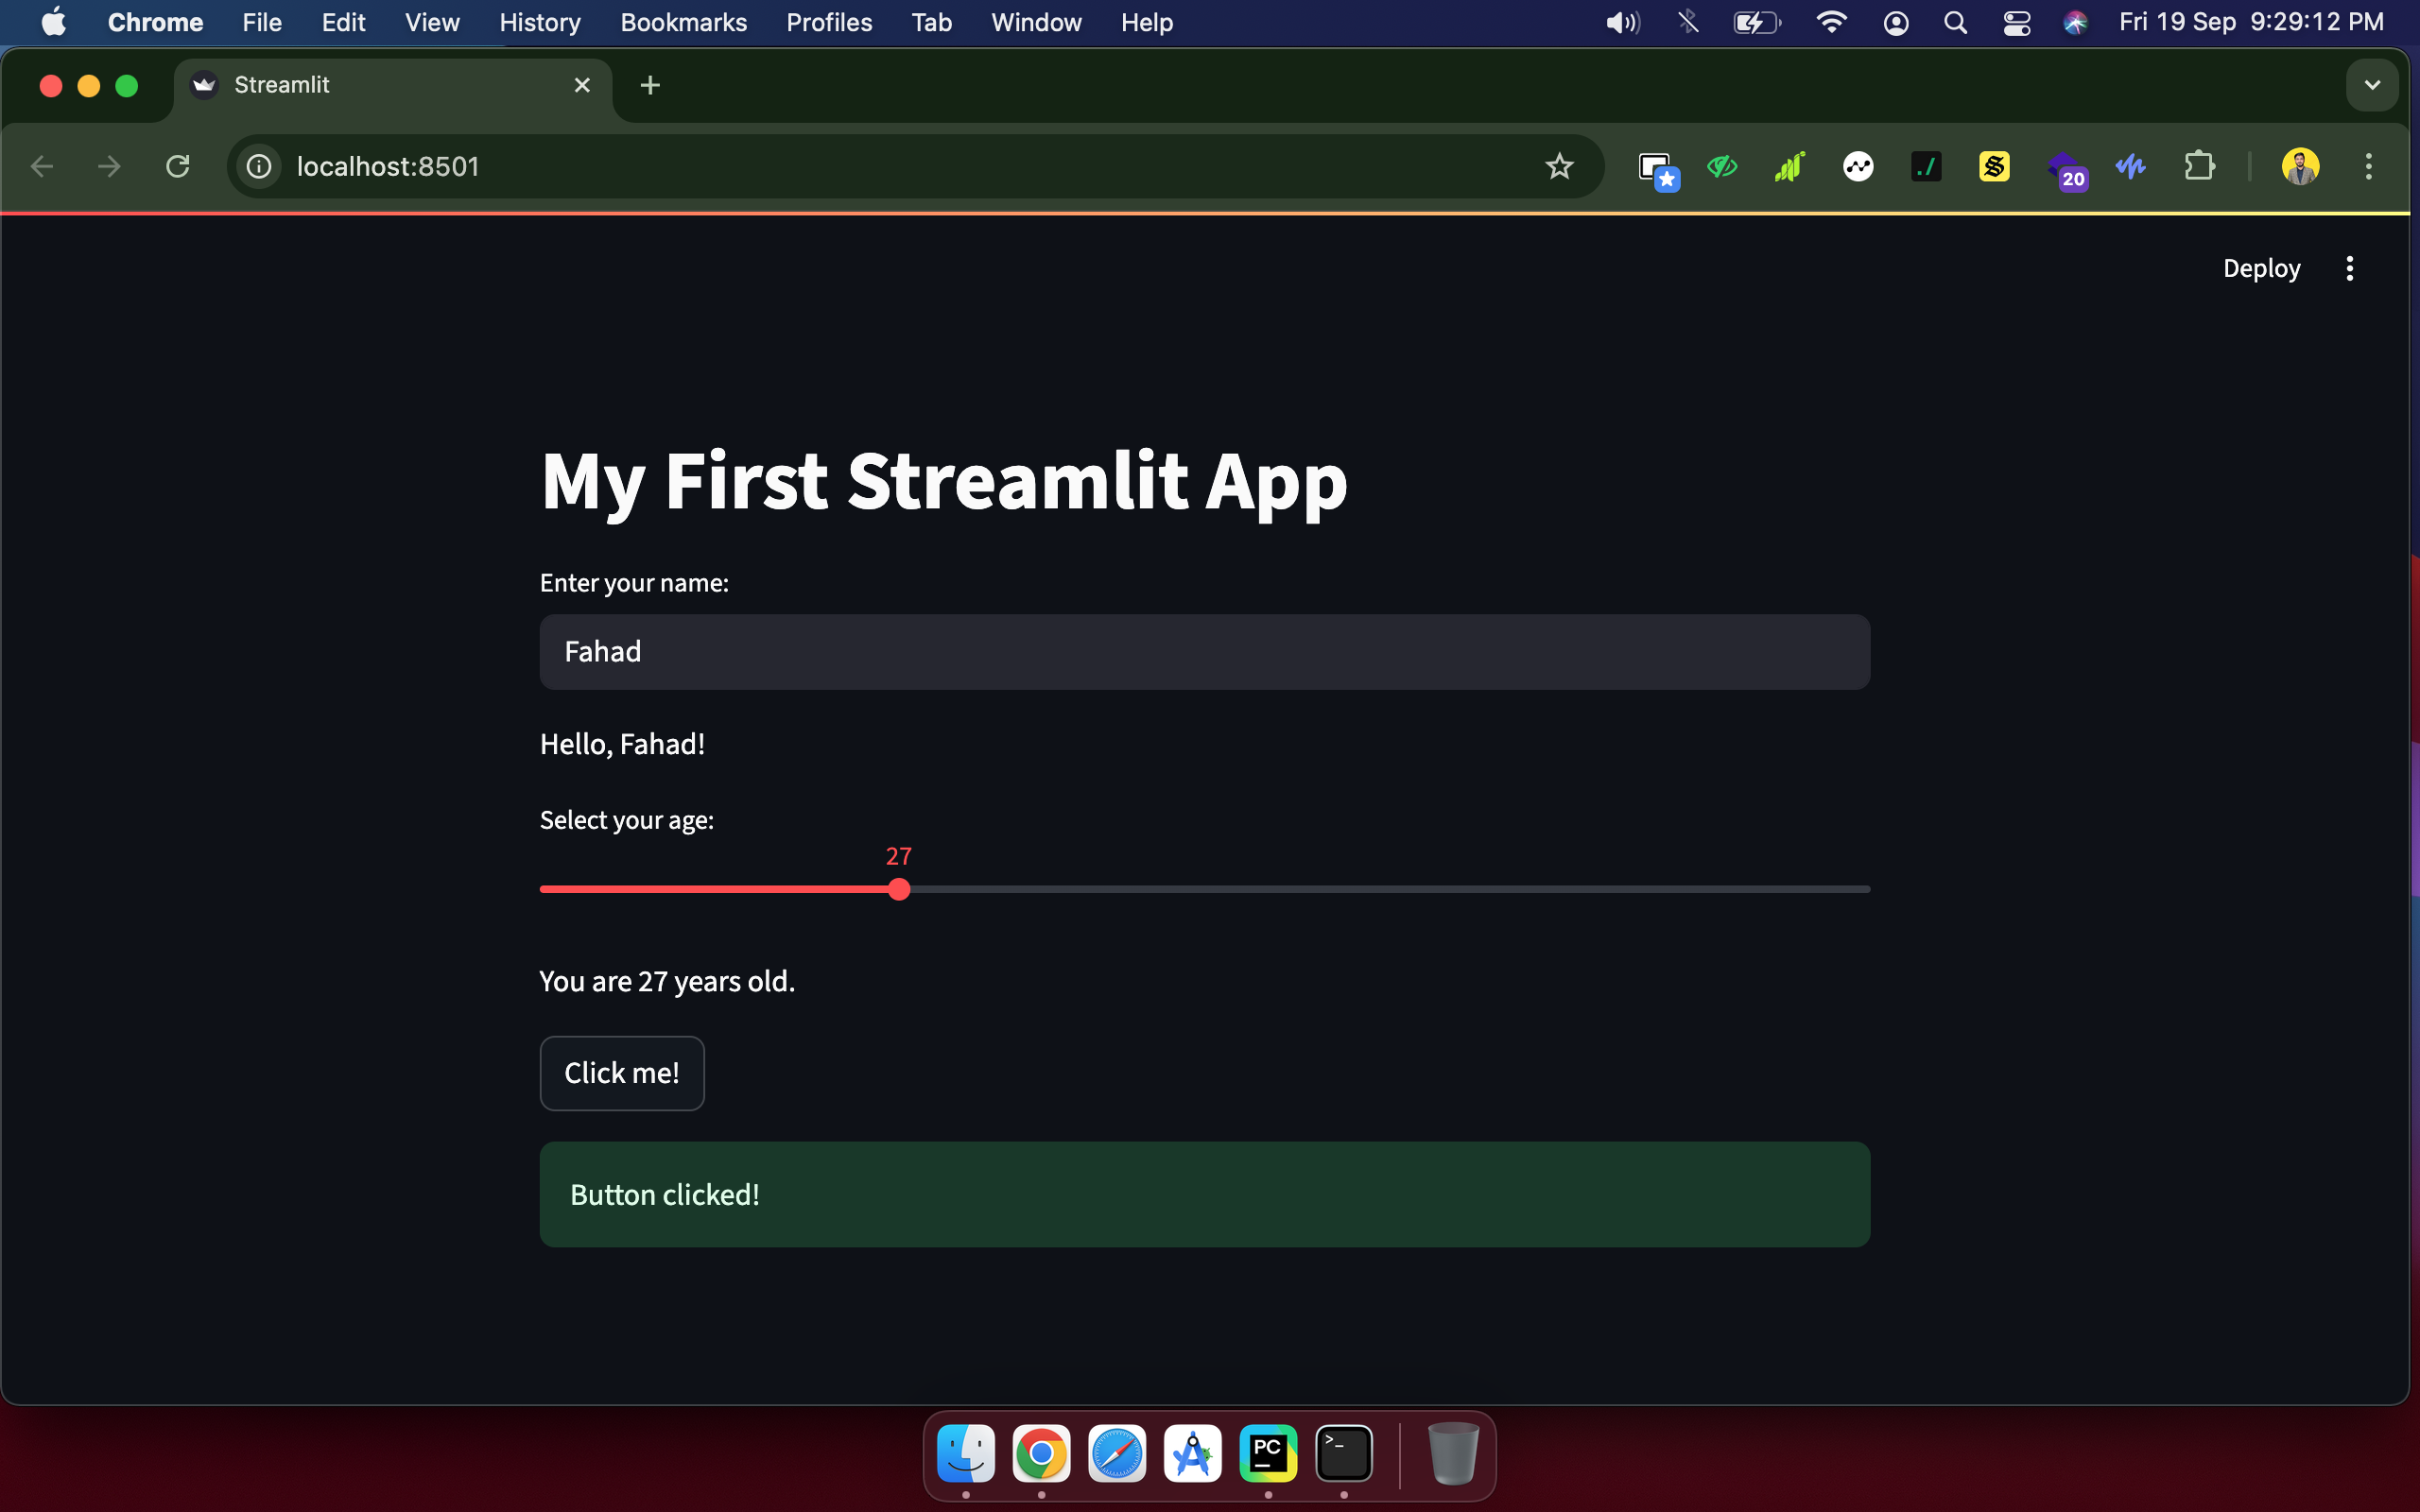 Chrome File Edit View History Bookmarks Profiles Tab Window Help Fri 19 Sep 9:29:12 PM
Streamlit
localhost:8501
20
Deploy
My First Streamlit App
Enter your name:
Fahad
Hello, Fahad!
Select your age:
27
You are 27 years old.
Click me!
Button clicked!
PC
>_